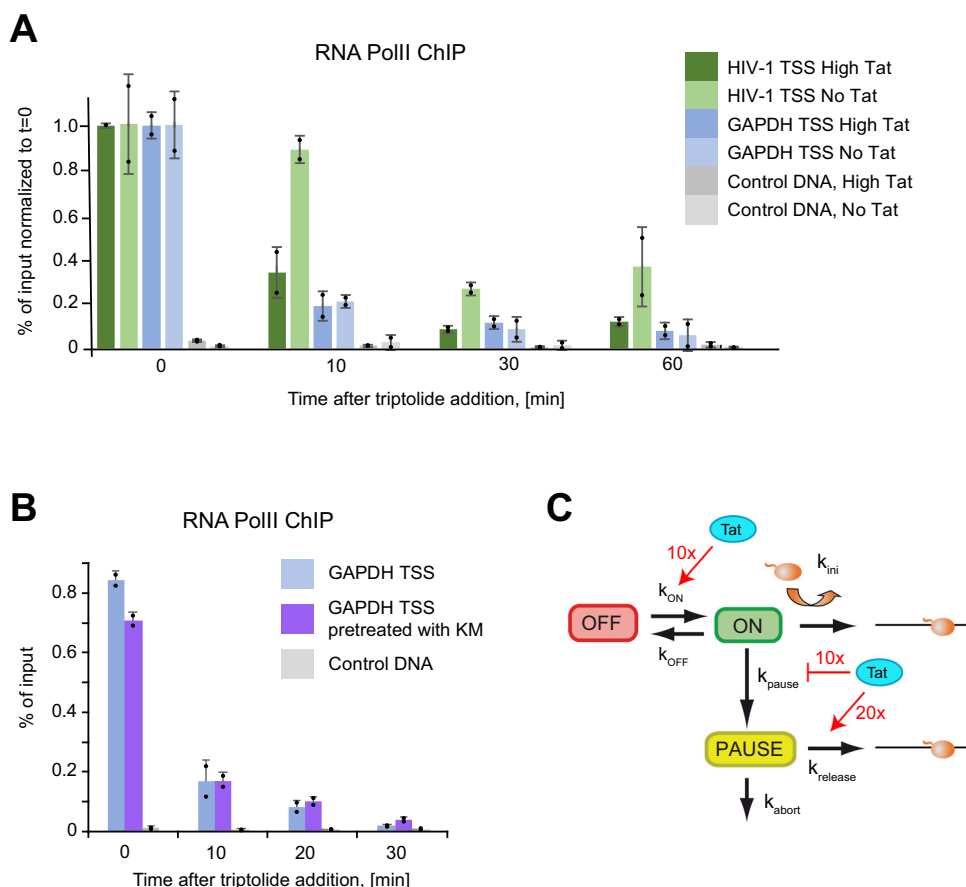 A
RNA PolII ChIP
HIV-1 TSS High Tat
HIV-1 TSS No Tat
GAPDH TSS High Tat
GAPDH TSS No Tat
Control DNA, High Tat
Control DNA, No Tat
% of input normalized to t=0
1.0
0.8
0.6
0.4
0.2
0
0
10
30
60
Time after triptolide addition, [min]
B
RNA PolII ChIP
GAPDH TSS
GAPDH TSS
pretreated with KM
Control DNA
% of input
0.8
0.6
0.4
0.2
0
0
10
20
30
Time after triptolide addition, [min]
C
Tat
10x
kini
kON
OFF
ON
kOFF
kpause
10x
Tat
20x
PAUSE
krelease
kabort